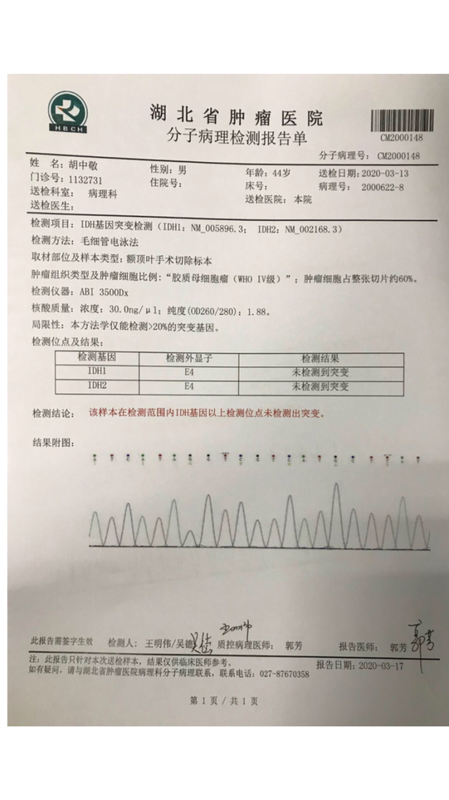 HBCH
湖北省肿瘤医院
分子病理检测报告单
CM2000148
分子病理号: CM2000148
姓 名: 胡中敬 性别: 男 年龄: 44岁 送检日期: 2020-03-13
门诊号: 1132731 住院号: 床号: 病理号: 2000622-8
送检科室: 病理科 送检医院: 本院
送检医生:
检测项目: IDH基因突变检测 (IDH1: NM_005896.3; IDH2: NM_002168.3)
检测方法: 毛细管电泳法
取材部位及样本类型: 额顶叶手术切除标本
肿瘤组织类型及肿瘤细胞比例: “胶质母细胞瘤 (WHO IV级) ”; 肿瘤细胞占整张切片约60%。
检测仪器: ABI 3500Dx
核酸质量: 浓度: 30.0ng/μl; 纯度(OD260/280): 1.88。
局限性: 本方法学仅能检测>20%的突变基因。
检测位点及结果:
检测基因 检测外显子 检测结果
IDH1 E4 未检测到突变
IDH2 E4 未检测到突变
检测结论: 该样本在检测范围内IDH基因以上检测位点未检测出突变。
结果附图:
此报告需签字生效 检测人: 王明伟/吴德 质控病理医师: 郭芳 报告医师: 郭芳
注: 此报告只针对本次送检样本, 结果仅供临床医师参考。 报告日期: 2020-03-17
如有疑问, 请与湖北省肿瘤医院病理科分子病理联系, 联系电话: 027-87670358
第 1 页 / 共 1 页